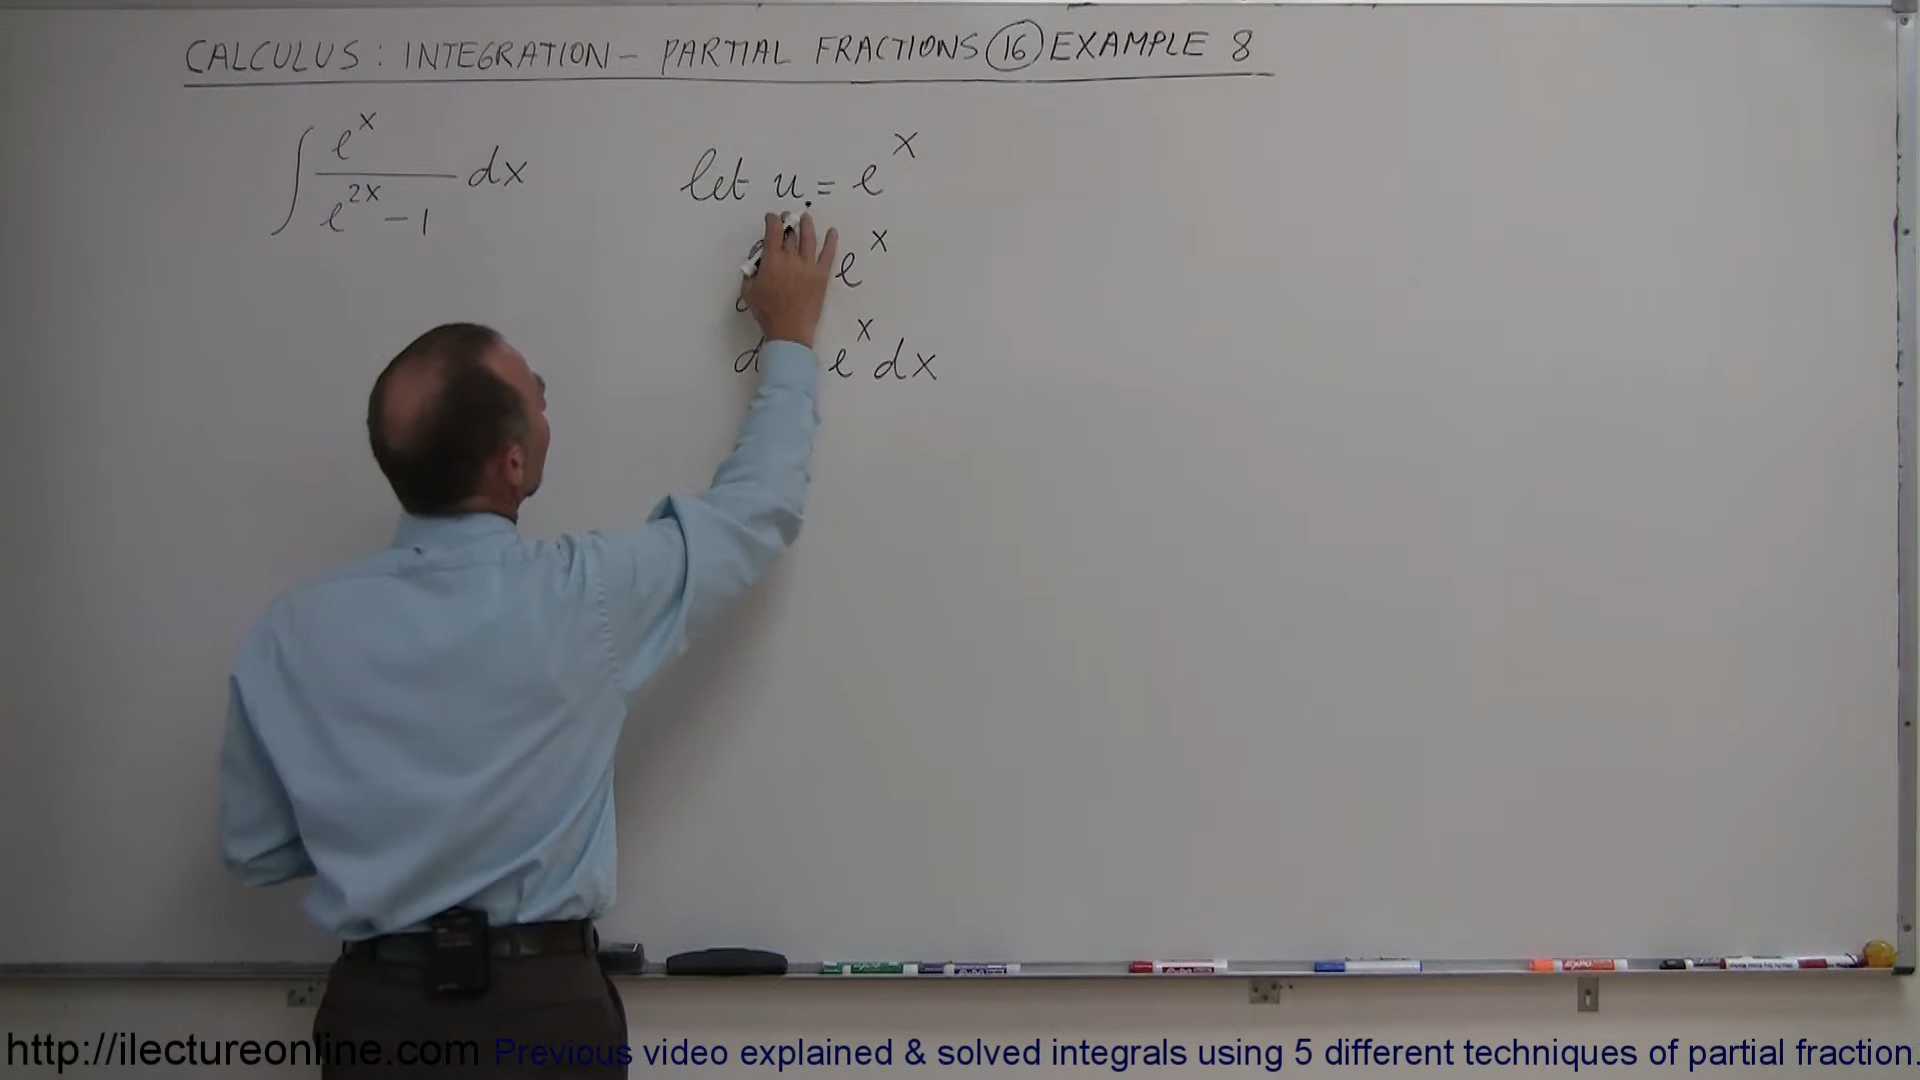 CALCULUS: INTEGRATION – PARTIAL FRACTIONS (16) EXAMPLE 8
∫ e^x / (e^{2x} - 1) dx
let u = e^x
e^x
d e^x dx
http://ilectureonline.com Previous video explained & solved integrals using 5 different techniques of partial fraction.